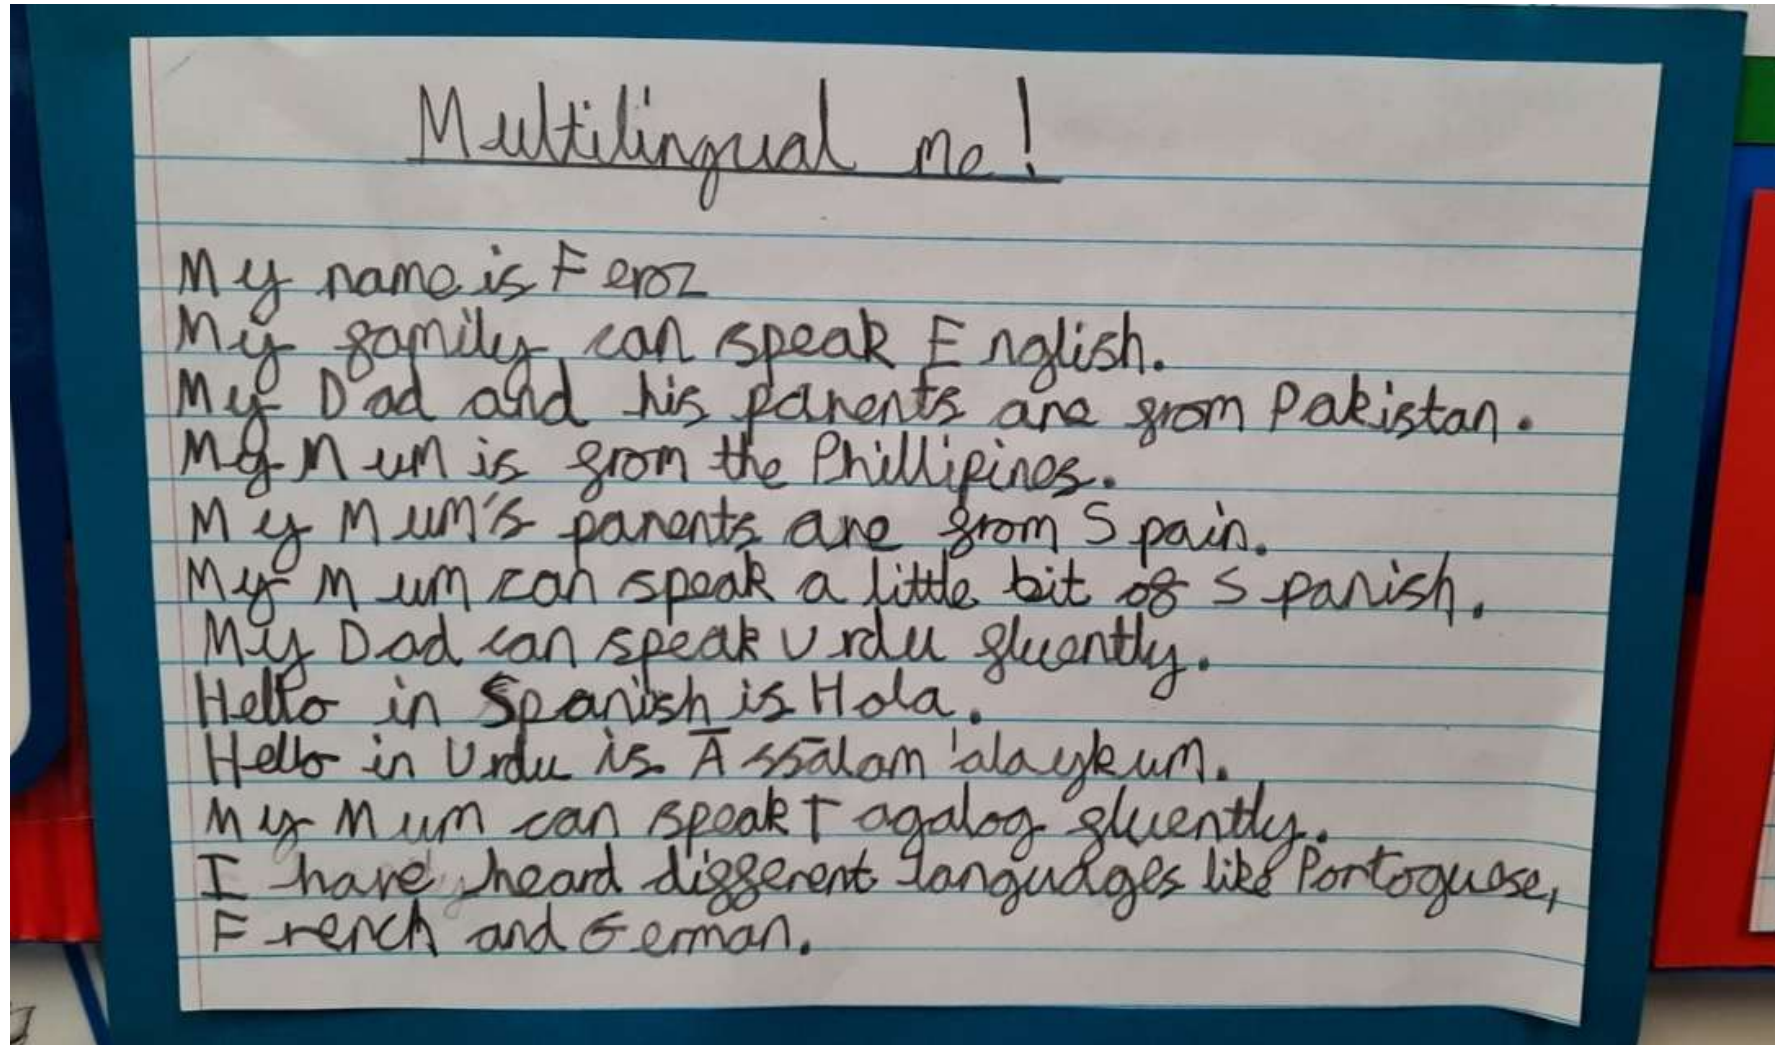 Multilingual me!
My name is Feroz
My family can speak English.
My Dad and his parents are from Pakistan.
My Mum is from the Phillipines.
My Mum's parents are from Spain.
My Mum can speak a little bit of Spanish.
My Dad can speak Urdu fluently.
Hello in Spanish is Hola.
Hello in Urdu is Āssālam 'alaykum.
My Mum can speak Tagalog fluently.
I have heard different languages like Portoguese,
French and German.